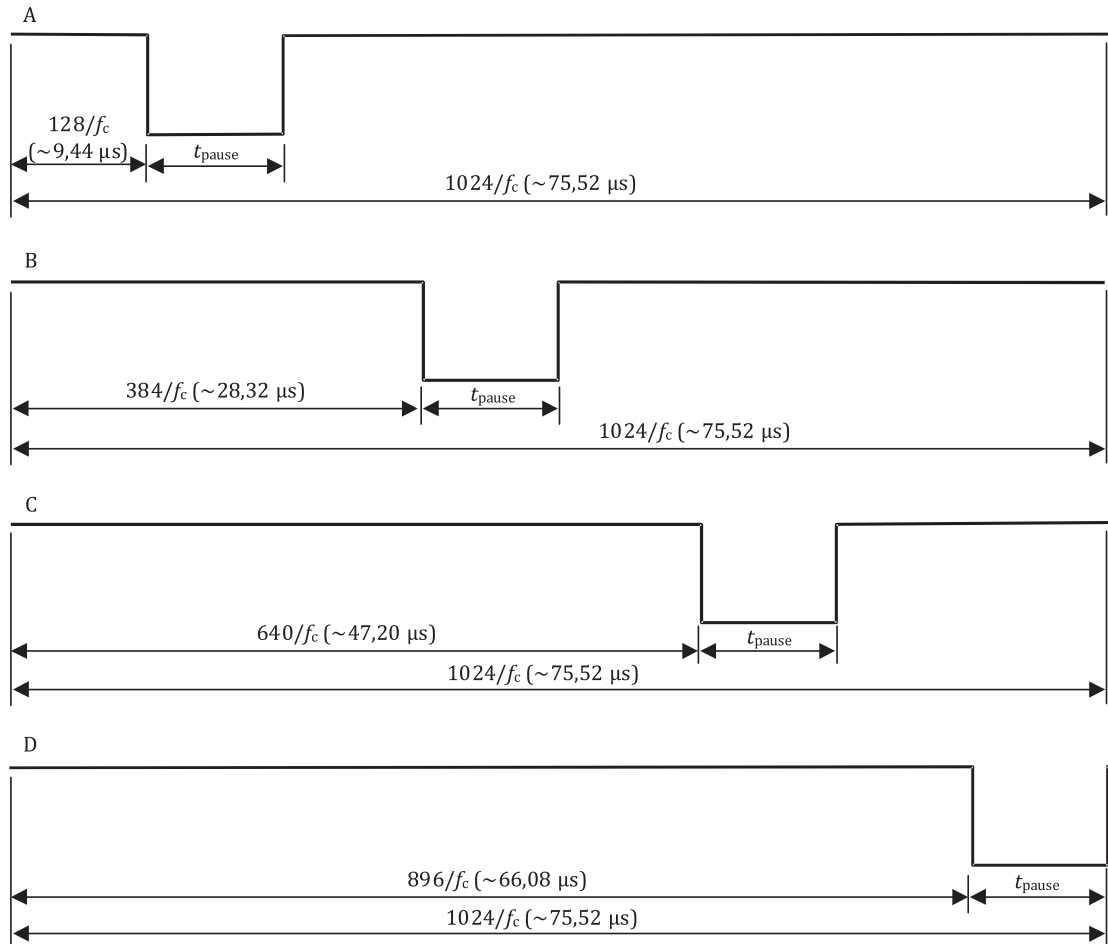 A
128/fc
(~9,44 µs)
tpause
1024/fc (~75,52 µs)
B
384/fc (~28,32 µs)
tpause
1024/fc (~75,52 µs)
C
640/fc (~47,20 µs)
tpause
1024/fc (~75,52 µs)
D
896/fc (~66,08 µs)
tpause
1024/fc (~75,52 µs)